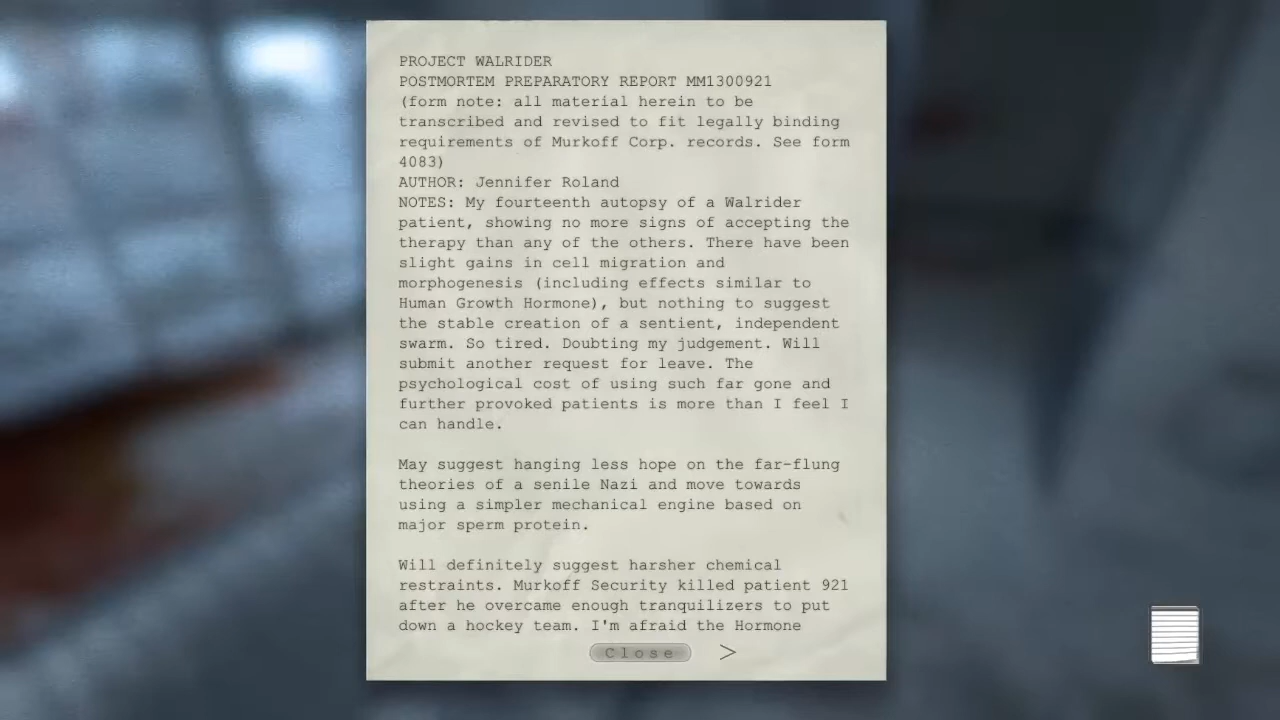 PROJECT WALRIDER
POSTMORTEM PREPARATORY REPORT MM1300921
(form note: all material herein to be
transcribed and revised to fit legally binding
requirements of Murkoff Corp. records. See form
4083)
AUTHOR: Jennifer Roland
NOTES: My fourteenth autopsy of a Walrider
patient, showing no more signs of accepting the
therapy than any of the others. There have been
slight gains in cell migration and
morphogenesis (including effects similar to
Human Growth Hormone), but nothing to suggest
the stable creation of a sentient, independent
swarm. So tired. Doubting my judgement. Will
submit another request for leave. The
psychological cost of using such far gone and
further provoked patients is more than I feel I
can handle.
May suggest hanging less hope on the far-flung
theories of a senile Nazi and move towards
using a simpler mechanical engine based on
major sperm protein.
Will definitely suggest harsher chemical
restraints. Murkoff Security killed patient 921
after he overcame enough tranquilizers to put
down a hockey team. I'm afraid the Hormone
Close >